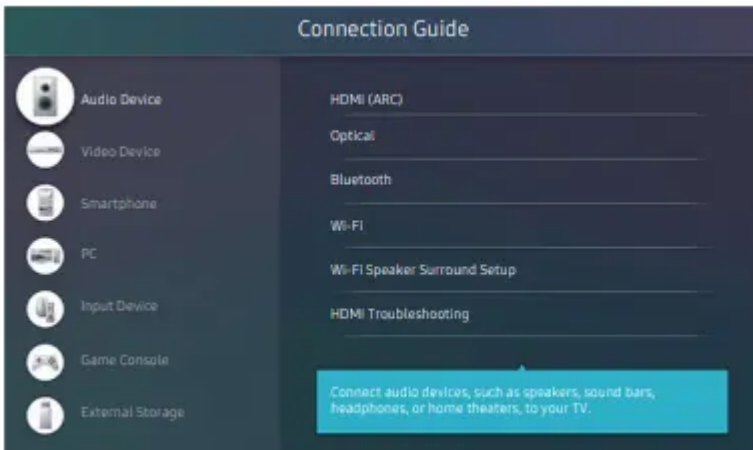 Connection Guide
Audio Device
Video Device
Smartphone
PC
Input Device
Game Console
External Storage
HDMI (ARC)
Optical
Bluetooth
Wi-Fi
Wi-Fi Speaker Surround Setup
HDMI Troubleshooting
Connect audio devices, such as speakers, sound bars,
headphones, or home theaters, to your TV.